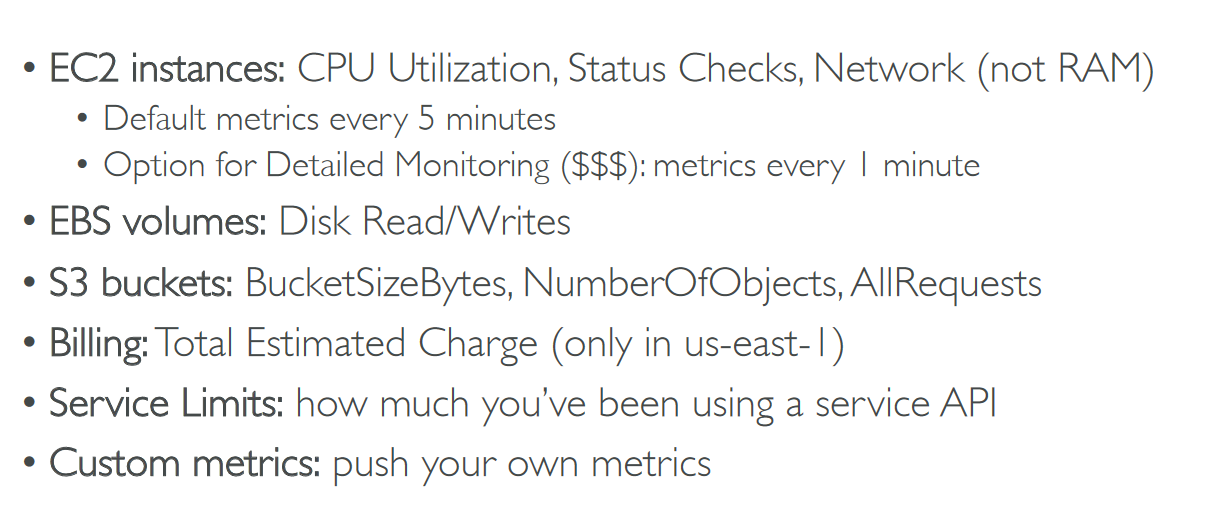 • EC2 instances: CPU Utilization, Status Checks, Network (not RAM)
• Default metrics every 5 minutes
• Option for Detailed Monitoring ($$$): metrics every 1 minute
• EBS volumes: Disk Read/Writes
• S3 buckets: BucketSizeBytes, NumberOfObjects, AllRequests
• Billing: Total Estimated Charge (only in us-east-1)
• Service Limits: how much you’ve been using a service API
• Custom metrics: push your own metrics